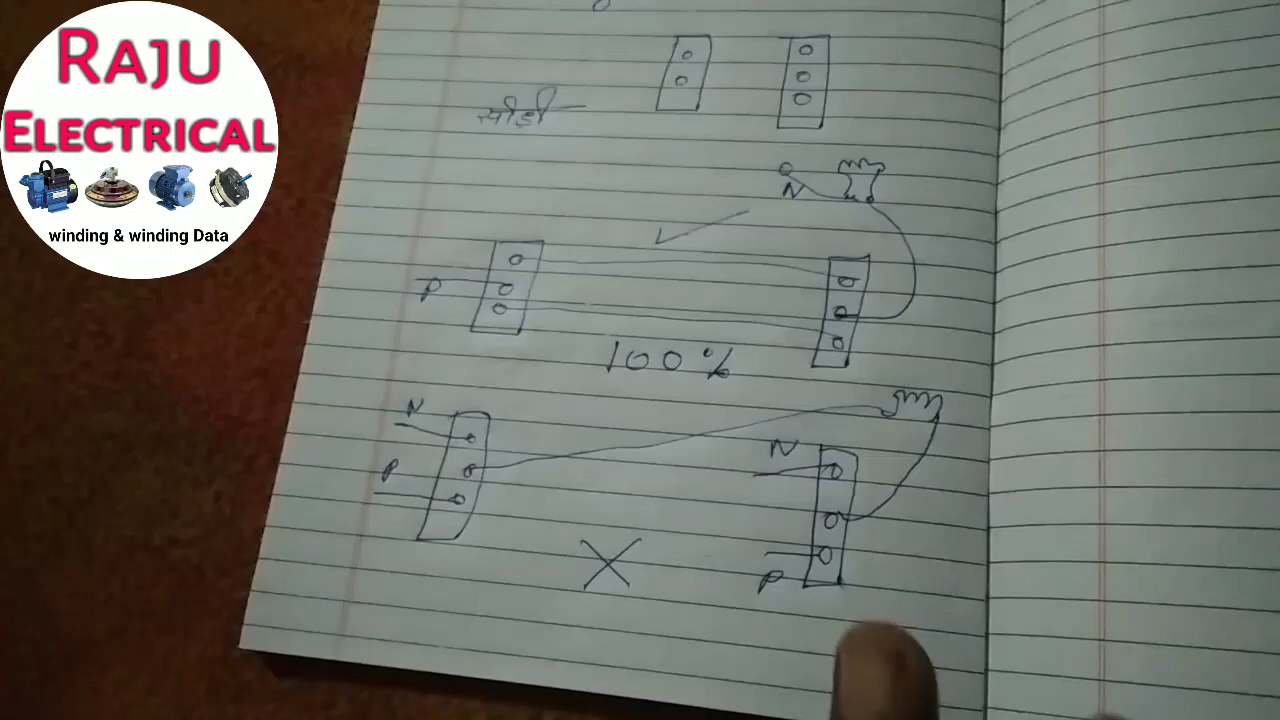 RAJU
ELECTRICAL
winding & winding Data
सीढ़ी
N
P
100%
N
P
N
P